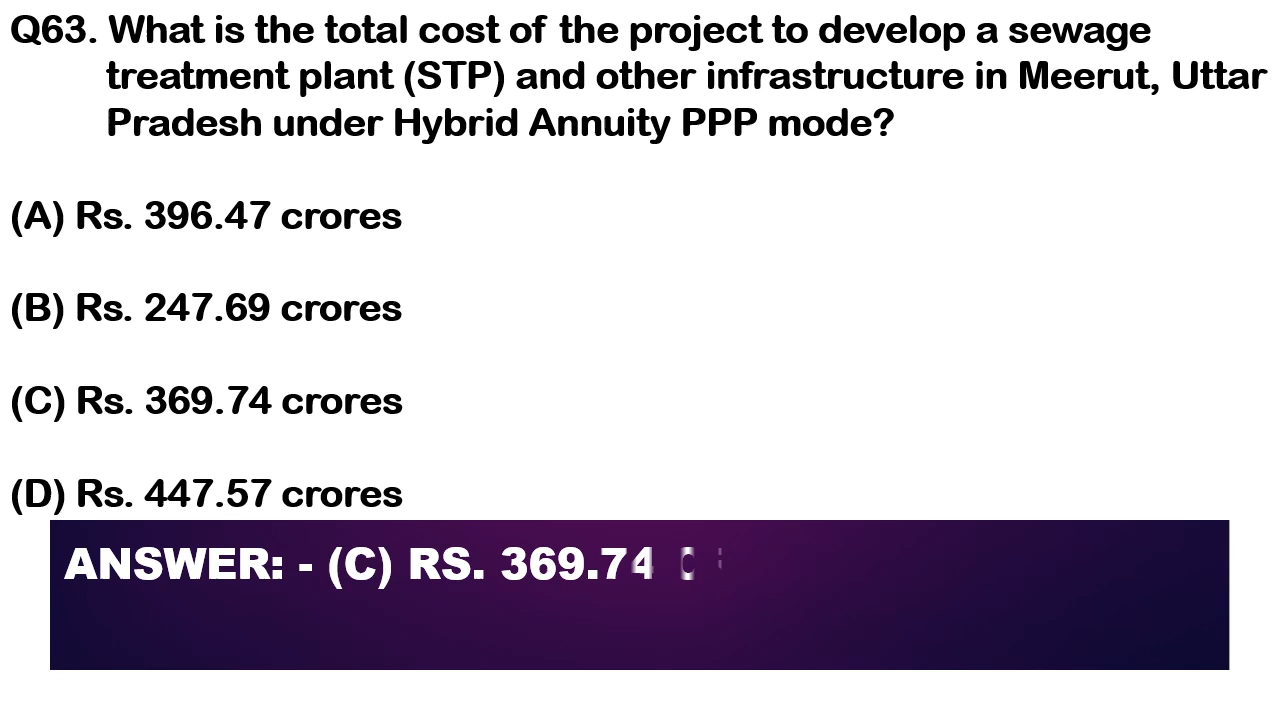 Q63. What is the total cost of the project to develop a sewage
treatment plant (STP) and other infrastructure in Meerut, Uttar
Pradesh under Hybrid Annuity PPP mode?
(A) Rs. 396.47 crores
(B) Rs. 247.69 crores
(C) Rs. 369.74 crores
(D) Rs. 447.57 crores
ANSWER: - (C) RS. 369.74